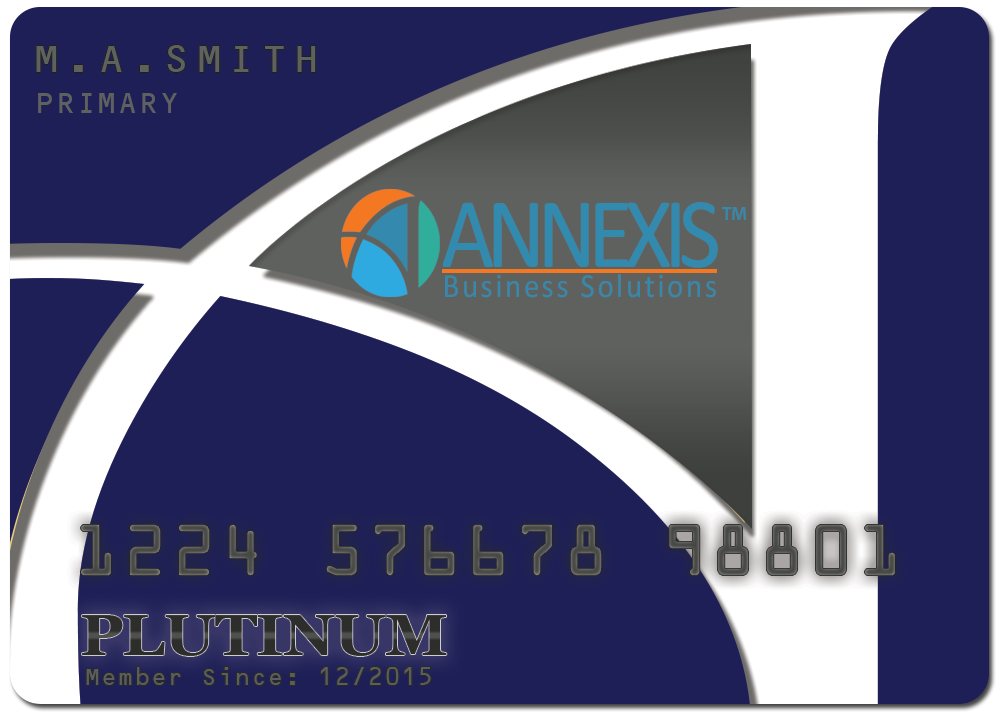 M.A.SMITH
PRIMARY
ANNEXIS™
Business Solutions
1224 576678 98801
PLUTINUM
Member Since: 12/2015